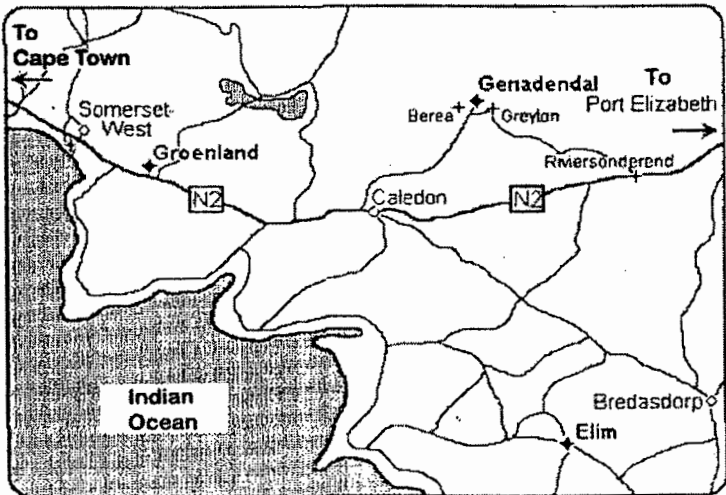 To
Cape Town
Somerset-
West
Groenland
N2
Genadendal
Berea
Greyton
To
Port Elizabeth
Riviersonderend
Caledon
N2
Indian
Ocean
Bredasdorp
Elim